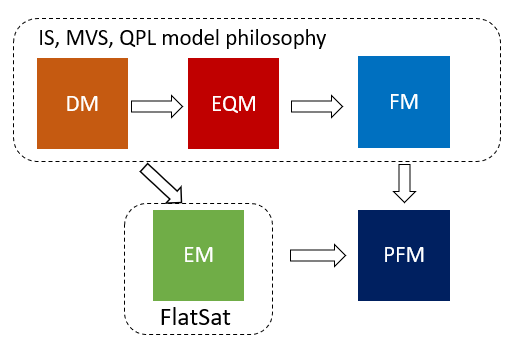 IS, MVS, QPL model philosophy
DM
EQM
FM
EM
PFM
FlatSat